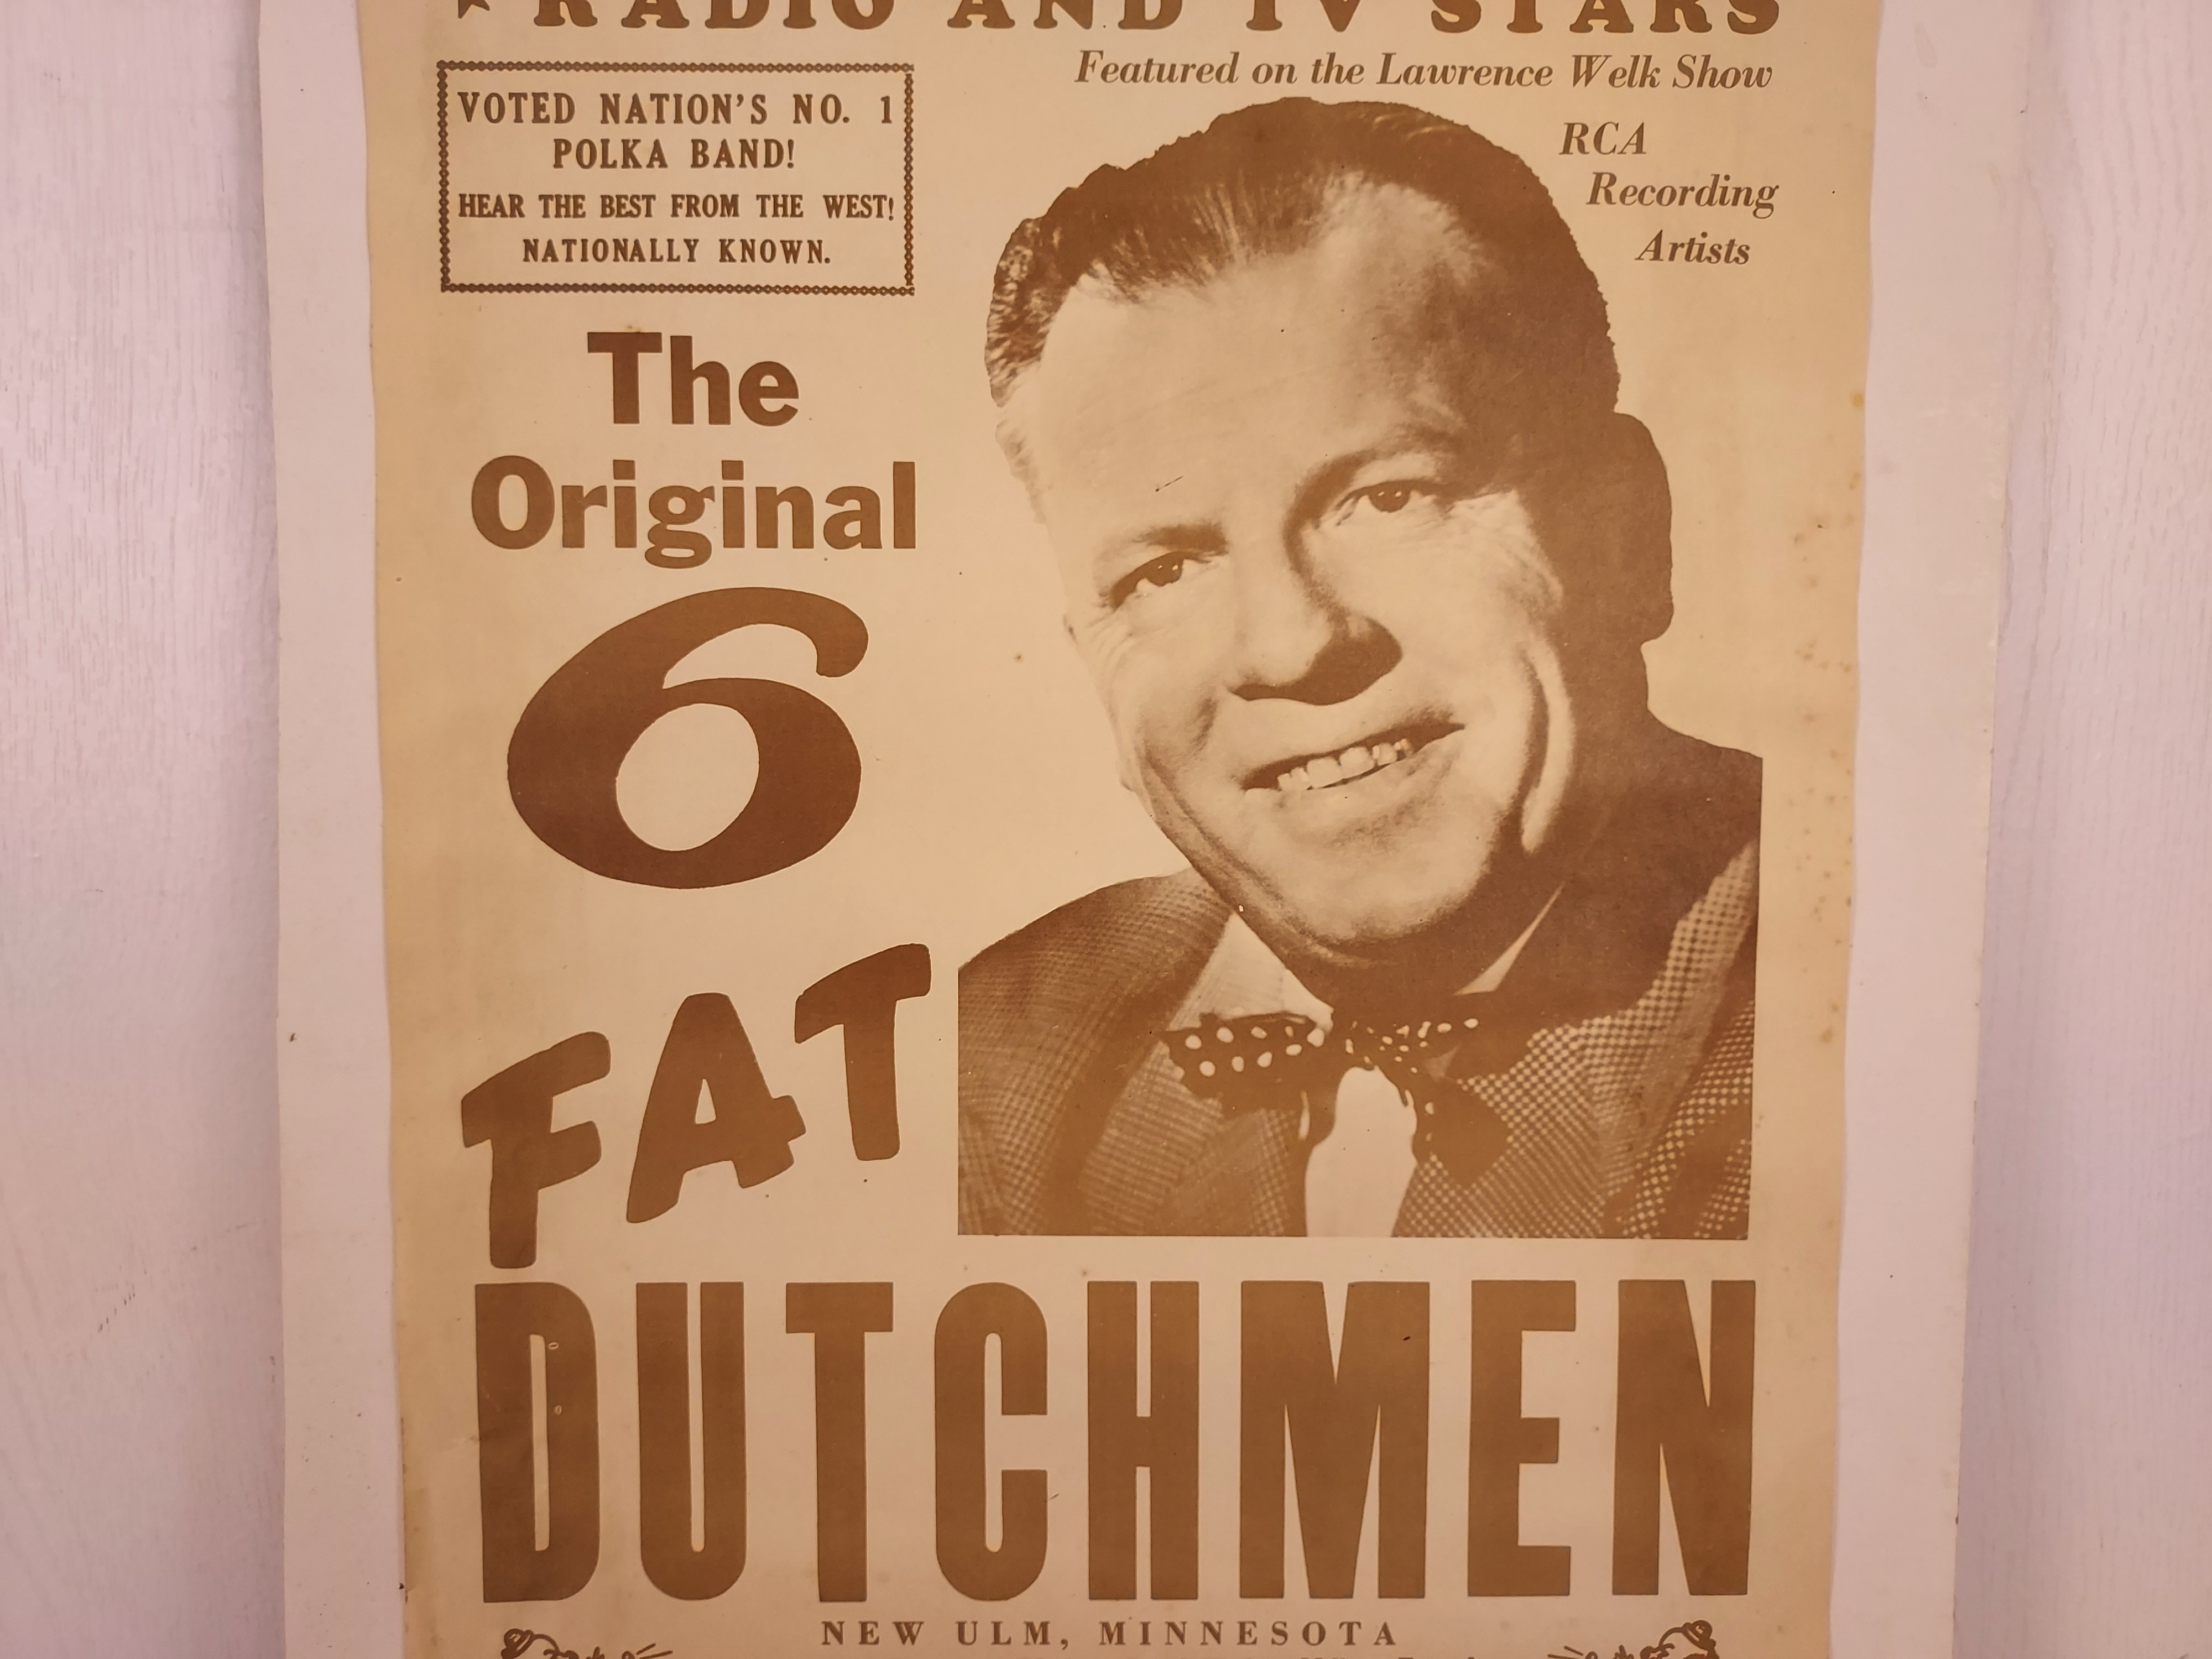 RADIO AND TV STARS
Featured on the Lawrence Welk Show
VOTED NATION'S NO. 1
POLKA BAND!
HEAR THE BEST FROM THE WEST!
NATIONALLY KNOWN.
RCA
Recording
Artists
The
Original
6
FAT
DUTCHMEN
NEW ULM, MINNESOTA